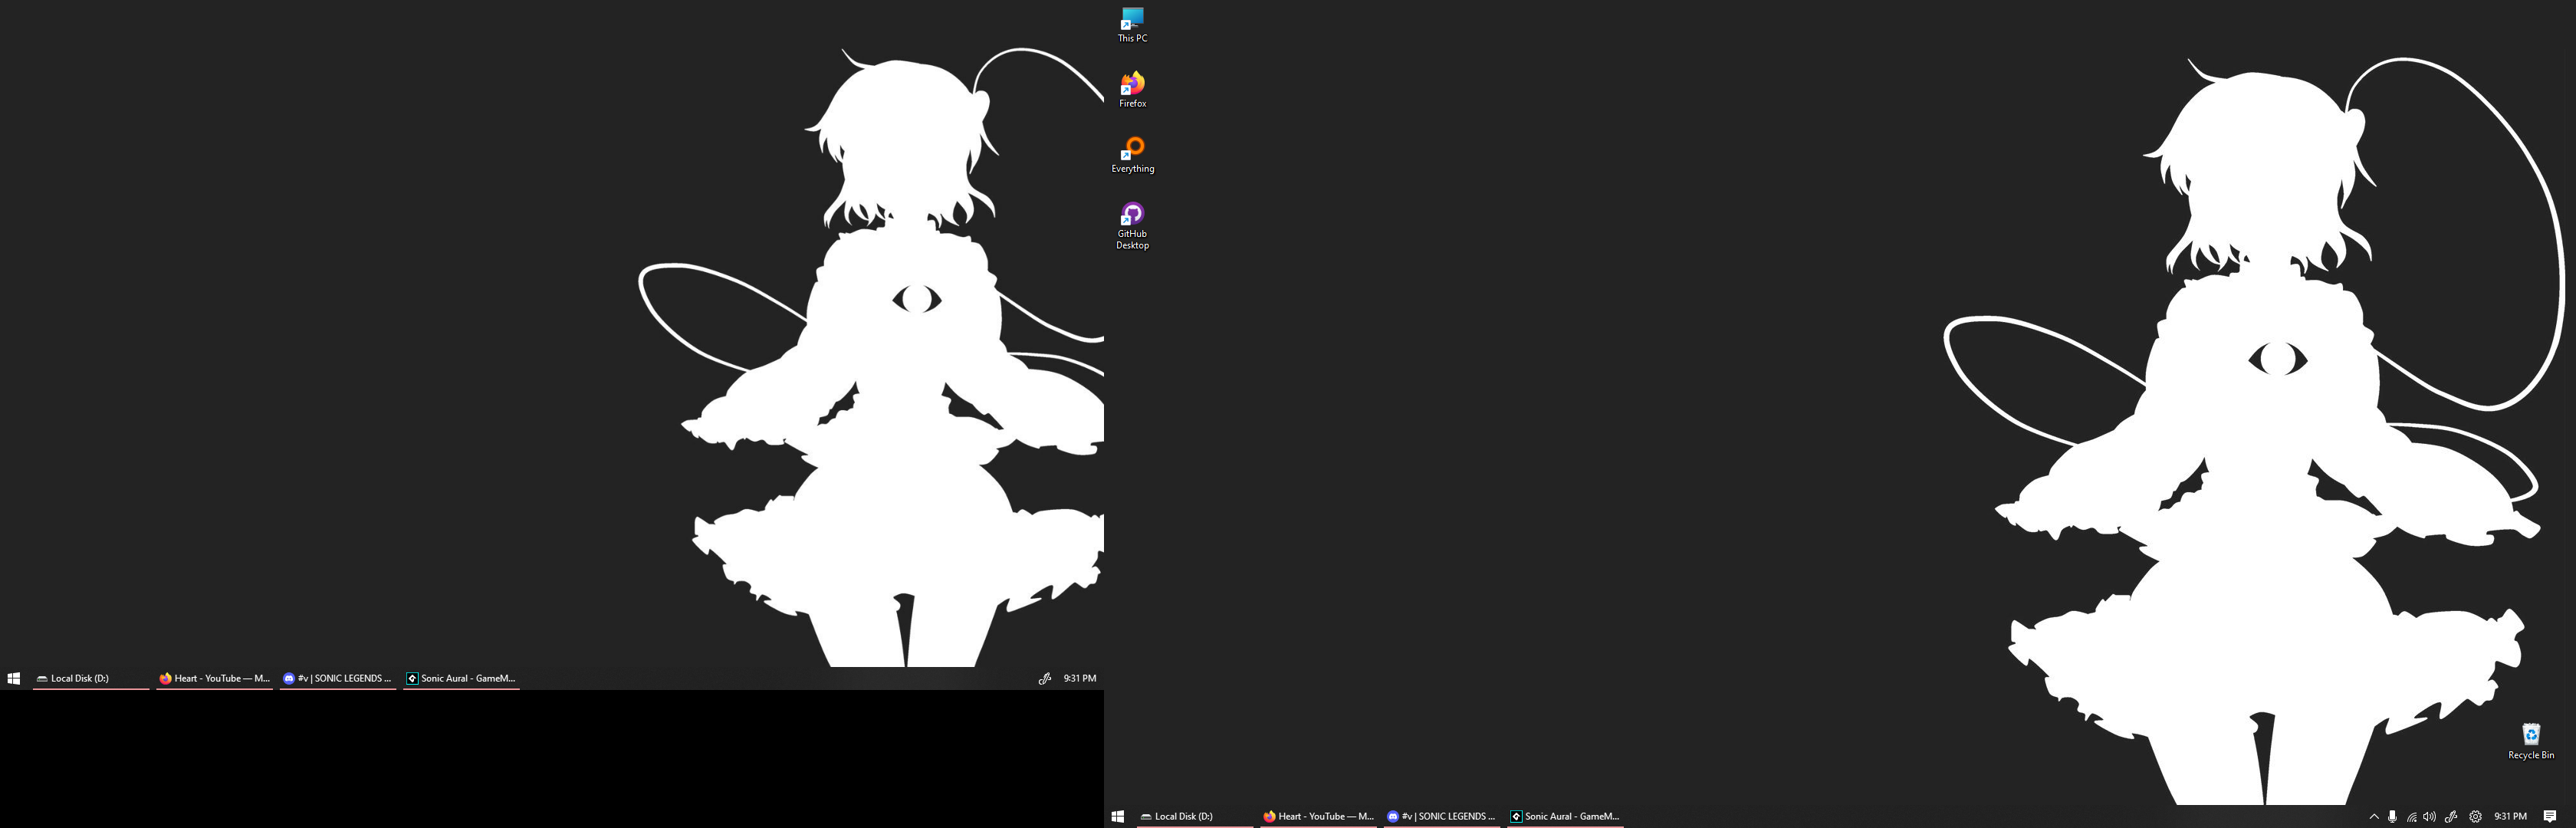 This PC
Firefox
Everything
GitHub
Desktop
Recycle Bin
Local Disk (D:)
Heart - YouTube — M...
#v | SONIC LEGENDS ...
Sonic Aural - GameM...
9:31 PM
Local Disk (D:)
Heart - YouTube — M...
#v | SONIC LEGENDS ...
Sonic Aural - GameM...
9:31 PM